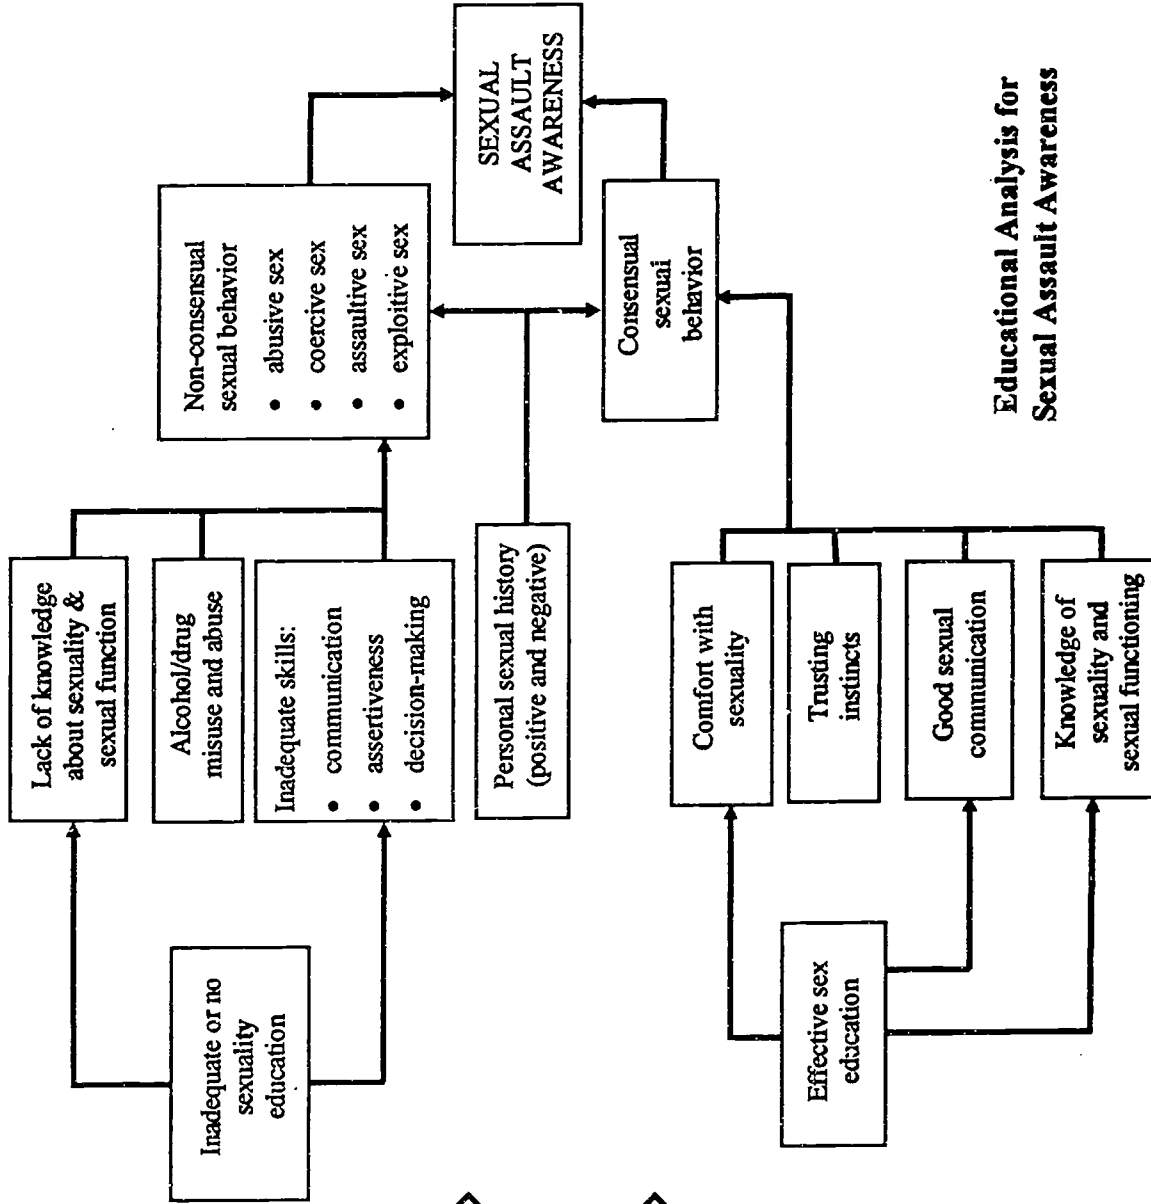 Inadequate or no
sexuality
education
Lack of knowledge
about sexuality &
sexual function
Alcohol/drug
misuse and abuse
Inadequate skills:
• communication
• assertiveness
• decision-making
Personal sexual history
(positive and negative)
Non-consensual
sexual behavior
• abusive sex
• coercive sex
• assaultive sex
• exploitive sex
SEXUAL
ASSAULT
AWARENESS
Consensual
sexuai
behavior
Effective sex
education
Comfort with
sexuality
Trusting
instincts
Good sexual
communication
Knowledge of
sexuality and
sexual functioning
Educational Analysis for
Sexual Assault Awareness